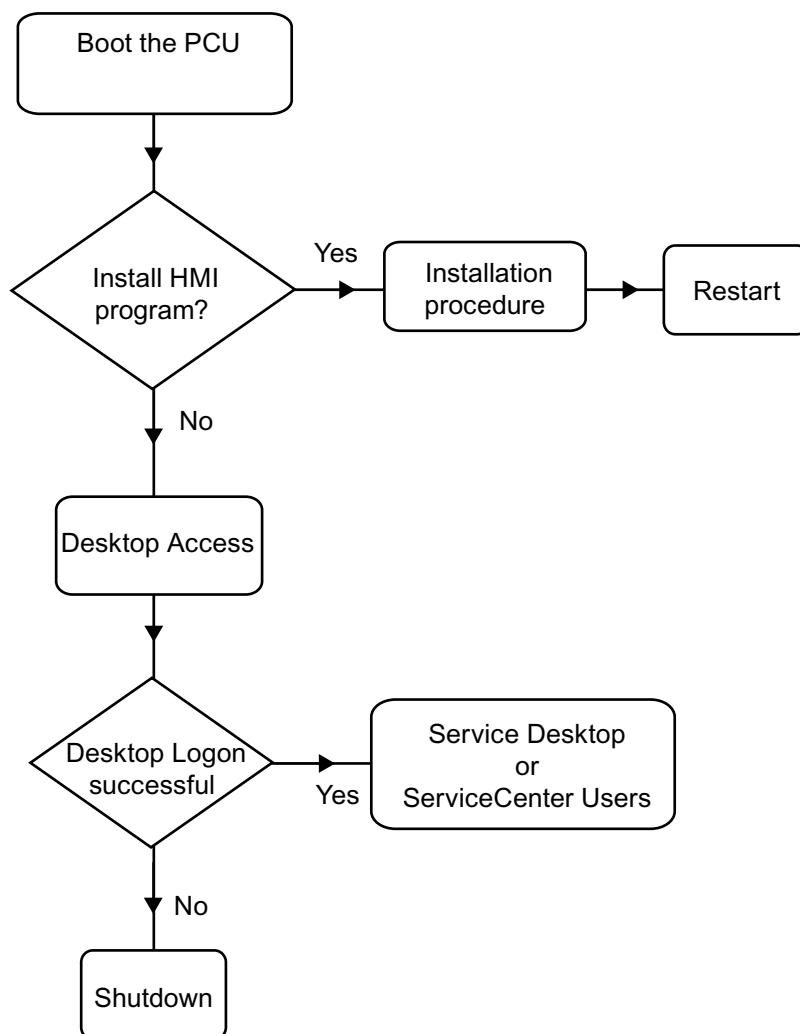 Boot the PCU
Install HMI
program?
Yes
Installation
procedure
Restart
No
Desktop Access
Desktop Logon
successful
Yes
Service Desktop
or
ServiceCenter Users
No
Shutdown